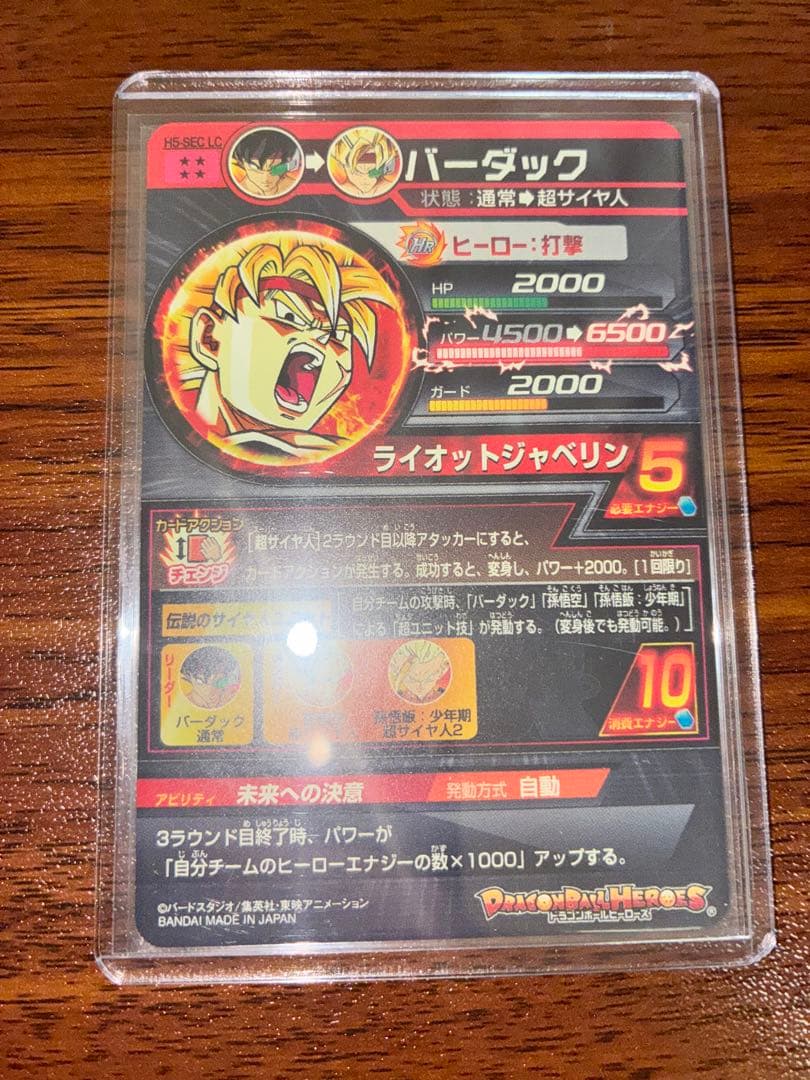 H5-SEC LC
バーダック
状態:通常➡超サイヤ人
HR ヒーロー:打撃
HP 2000
パワー 4500➡6500
ガード 2000
ライオットジャベリン 5
必要エナジー
カードアクション
チェンジ
[超サイヤ人]2ラウンド目以降アタッカーにすると、
カードアクションが発生する。成功すると、変身し、パワー+2000。[1回限り]
伝説のサイヤ
自分チームの攻撃時、「バーダック」「孫悟空」「孫悟飯:少年期」
による「超ユニット技」が発動する。(変身後でも発動可能。)
リーダー
バーダック
通常
孫悟飯:少年期
超サイヤ人2
10
消費エナジー
アビリティ 未来への決意 発動方式 自動
3ラウンド目終了時、パワーが
「自分チームのヒーローエナジーの数×1000」アップする。
©バードスタジオ/集英社・東映アニメーション
BANDAI MADE IN JAPAN
DRAGONBALL HEROES
ドラゴンボールヒーローズ
®